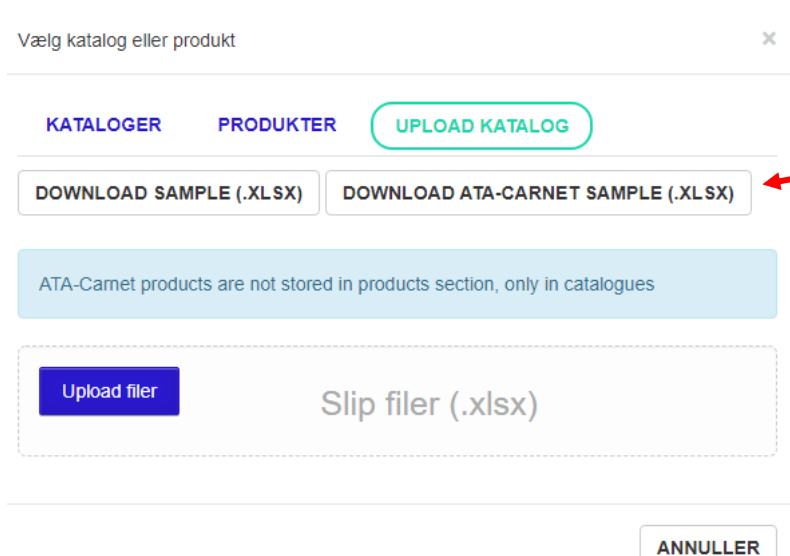 Vælg katalog eller produkt ×
KATALOGER PRODUKTER UPLOAD KATALOG
DOWNLOAD SAMPLE (.XLSX) DOWNLOAD ATA-CARNET SAMPLE (.XLSX)
ATA-Carnet products are not stored in products section, only in catalogues
Upload filer Slip filer (.xlsx)
ANNULLER